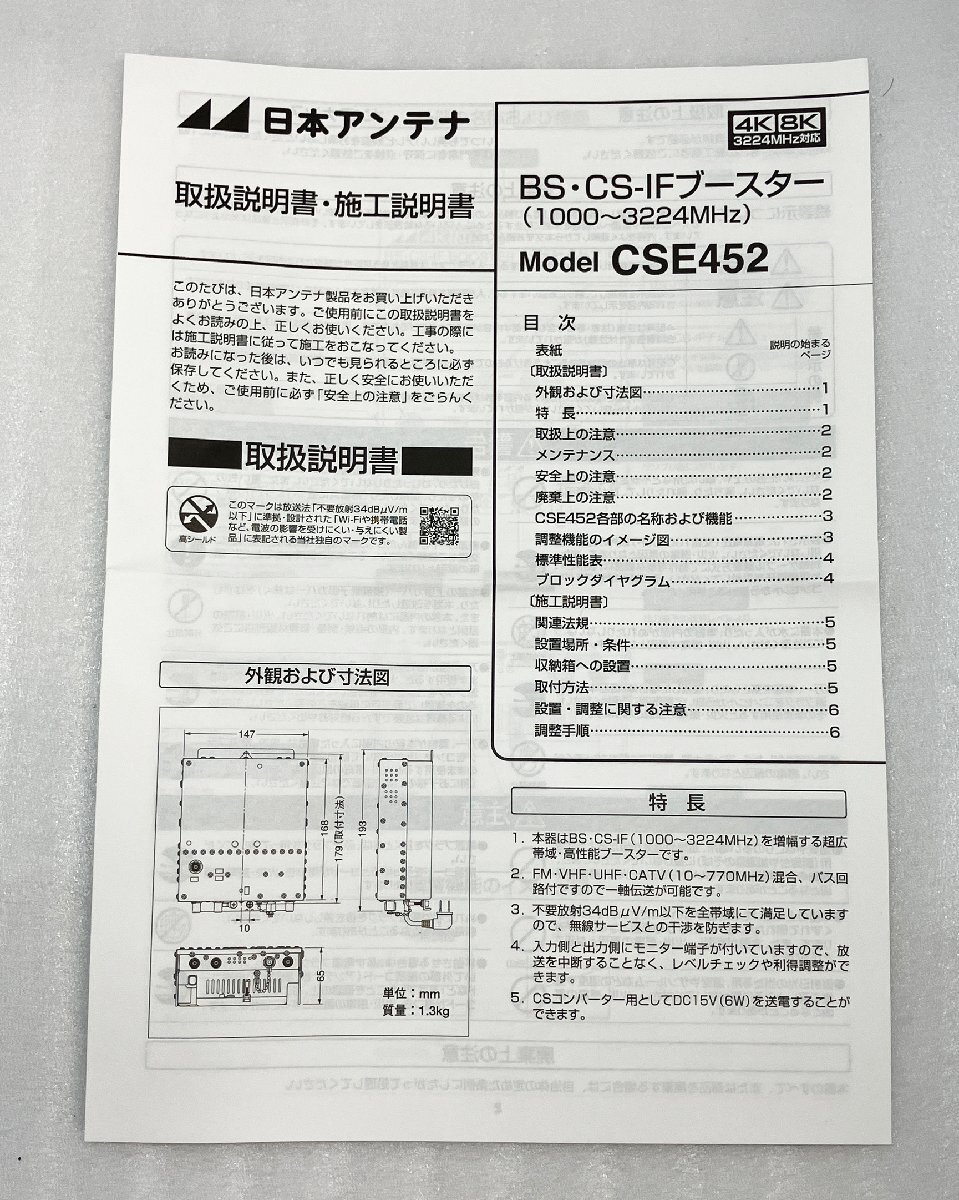 日本アンテナ
取扱説明書・施工説明書
4K 8K
3224MHz対応
BS・CS-IFブースター
(1000〜3224MHz)
Model CSE452
このたびは、日本アンテナ製品をお買い上げいただき
ありがとうございます。ご使用前にこの取扱説明書を
よくお読みの上、正しくお使いください。工事の際に
は施工説明書に従って施工をおこなってください。
お読みになった後は、いつでも見られるところに必ず
保存してください。また、正しく安全にお使いいただ
くため、ご使用前に必ず「安全上の注意」をごらんく
ださい。
取扱説明書
高シールド
このマークは放送法「不要放射34dBμV/m
以下」に準拠・設計された「Wi-Fiや携帯電話
など、電波の影響を受けにくい・与えにくい製
品」に表記される当社独自のマークです。
外観および寸法図
147
168
179(取付寸法)
193
10
65
単位:mm
質量:1.3kg
目 次
説明の始まる
ページ
表紙
〔取扱説明書〕
外観および寸法図…………1
特 長…………1
取扱上の注意…………2
メンテナンス…………2
安全上の注意…………2
廃棄上の注意…………2
CSE452各部の名称および機能…………3
調整機能のイメージ図…………3
標準性能表…………4
ブロックダイヤグラム…………4
〔施工説明書〕
関連法規…………5
設置場所・条件…………5
収納箱への設置…………5
取付方法…………5
設置・調整に関する注意…………6
調整手順…………6
特 長
1. 本器はBS・CS-IF(1000〜3224MHz)を増幅する超広
帯域・高性能ブースターです。
2. FM・VHF・UHF・CATV(10〜770MHz)混合、パス回
路付ですので一軸伝送が可能です。
3. 不要放射34dBμV/m以下を全帯域にて満足しています
ので、無線サービスとの干渉を防ぎます。
4. 入力側と出力側にモニター端子が付いていますので、放
送を中断することなく、レベルチェックや利得調整がで
きます。
5. CSコンバーター用としてDC15V(6W)を送電することが
できます。